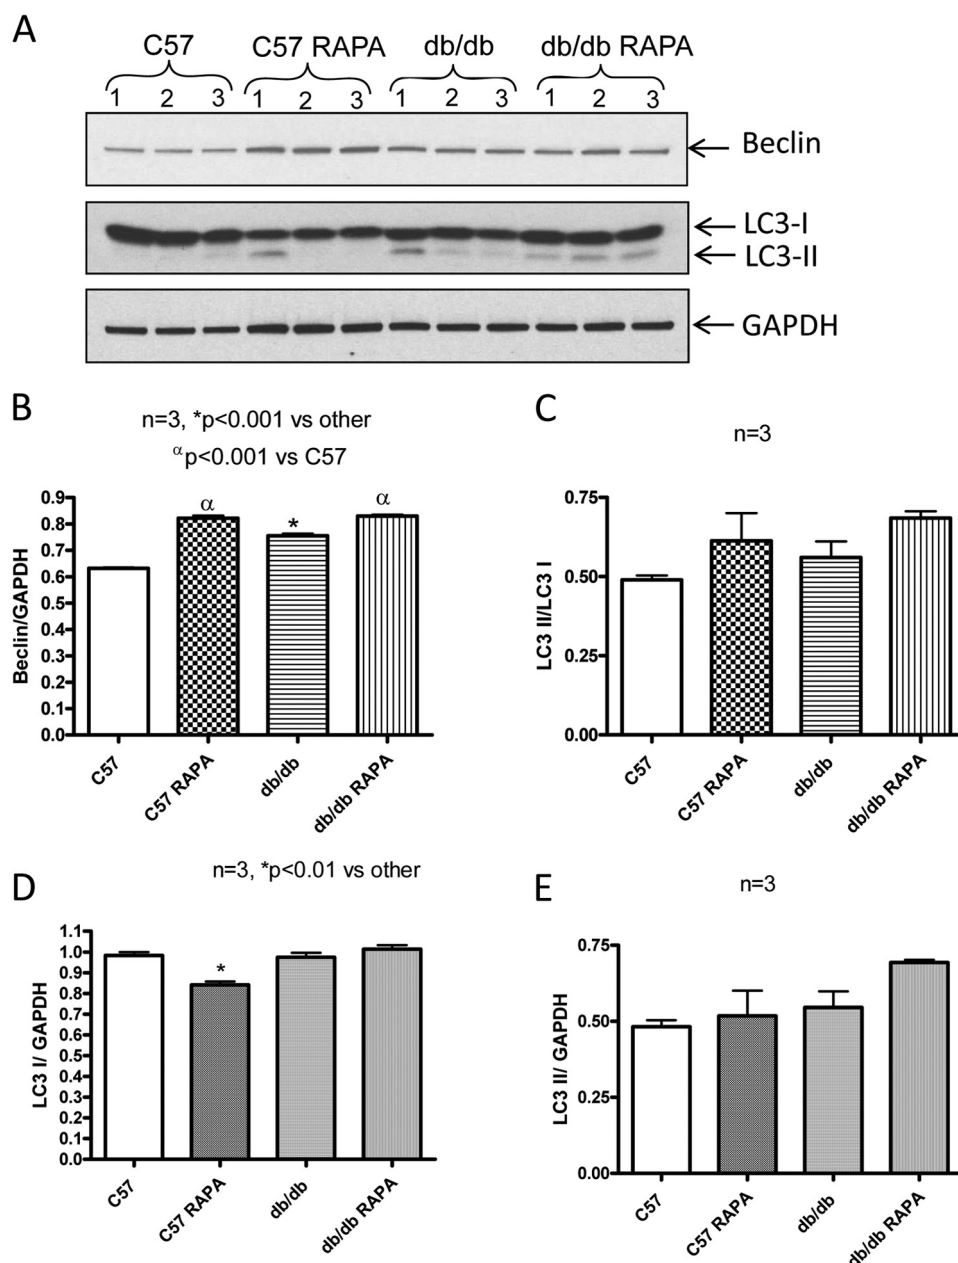 A
C57 C57 RAPA db/db db/db RAPA
1 2 3 1 2 3 1 2 3 1 2 3
Beclin
LC3-I
LC3-II
GAPDH
B
n=3, *p<0.001 vs other
αp<0.001 vs C57
Beclin/GAPDH
0.9
0.8
0.7
0.6
0.5
0.4
0.3
0.2
0.1
0.0
α * α
C57 C57 RAPA db/db db/db RAPA
C
n=3
LC3 II/LC3 I
0.75
0.50
0.25
0.00
C57 C57 RAPA db/db db/db RAPA
D
n=3, *p<0.01 vs other
LC3 I/ GAPDH
1.1
1.0
0.9
0.8
0.7
0.6
0.5
0.4
0.3
0.2
0.1
0.0
*
C57 C57 RAPA db/db db/db RAPA
E
n=3
LC3 II/ GAPDH
0.75
0.50
0.25
0.00
C57 C57 RAPA db/db db/db RAPA